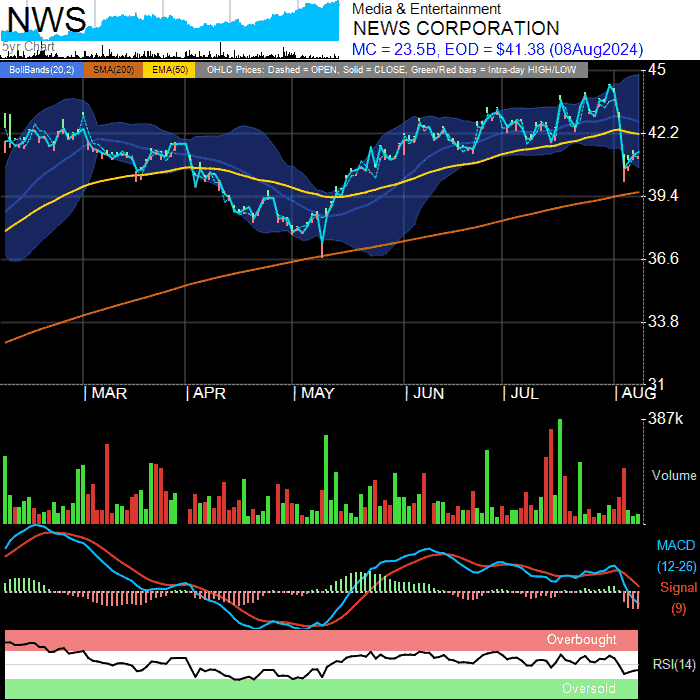 NWS
5yr Chart
Media & Entertainment
NEWS CORPORATION
MC = 23.5B, EOD = $41.38 (08Aug2024)
BollBands(20,2) SMA(200) EMA(50) OHLC Prices: Dashed = OPEN, Solid = CLOSE, Green/Red bars = Intra-day HIGH/LOW
45
42.2
39.4
36.6
33.8
31
MAR APR MAY JUN JUL AUG
387k
Volume
MACD
(12-26)
Signal
(9)
Overbought
RSI(14)
Oversold